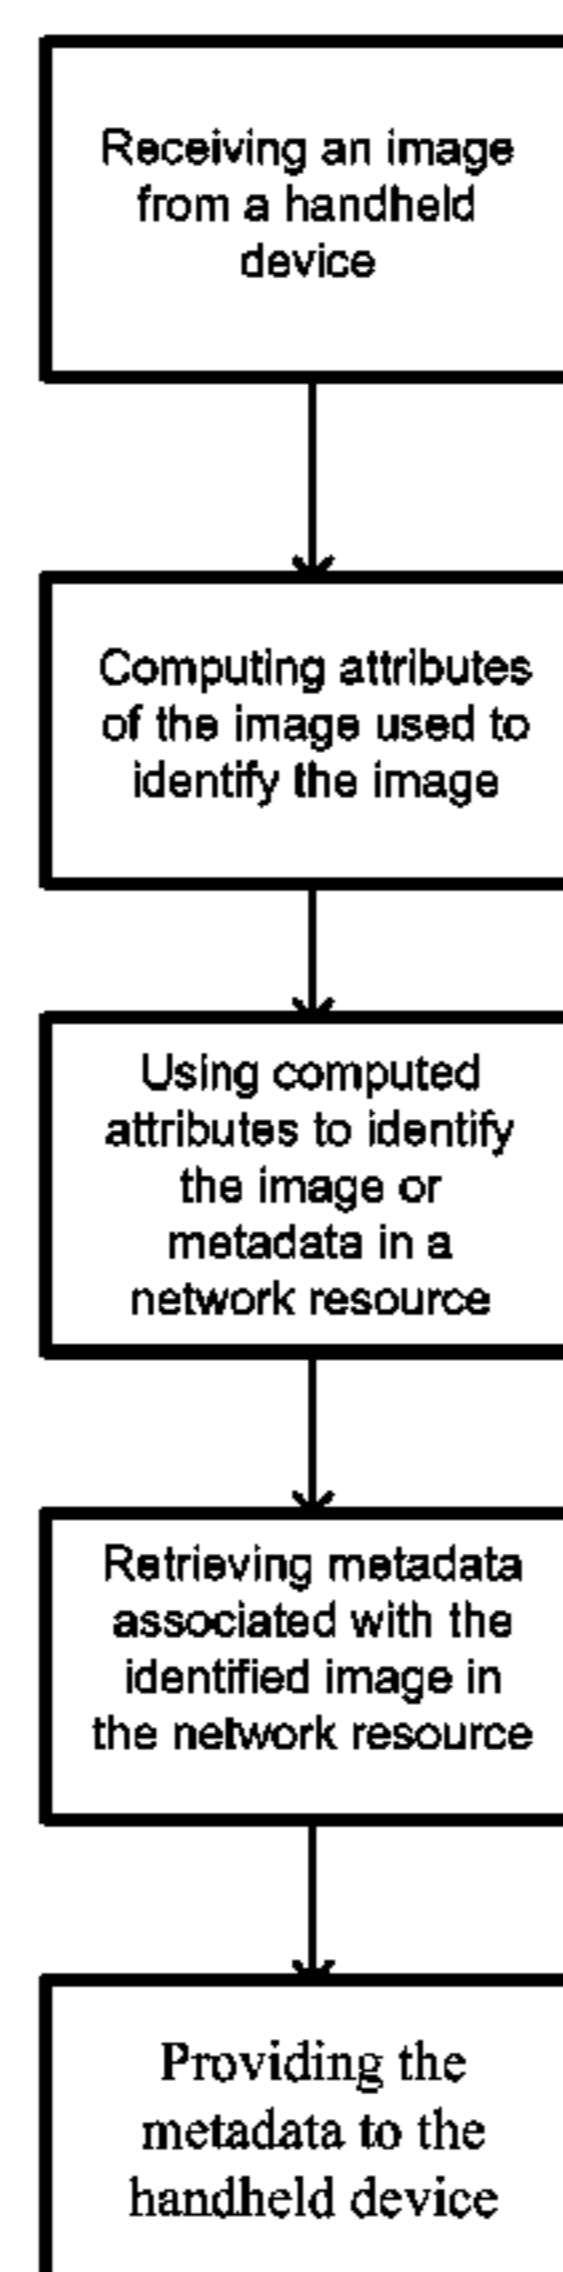 Receiving an image
from a handheld
device
Computing attributes
of the image used to
identify the image
Using computed
attributes to identify
the image or
metadata in a
network resource
Retrieving metadata
associated with the
identified image in
the network resource
Providing the
metadata to the
handheld device